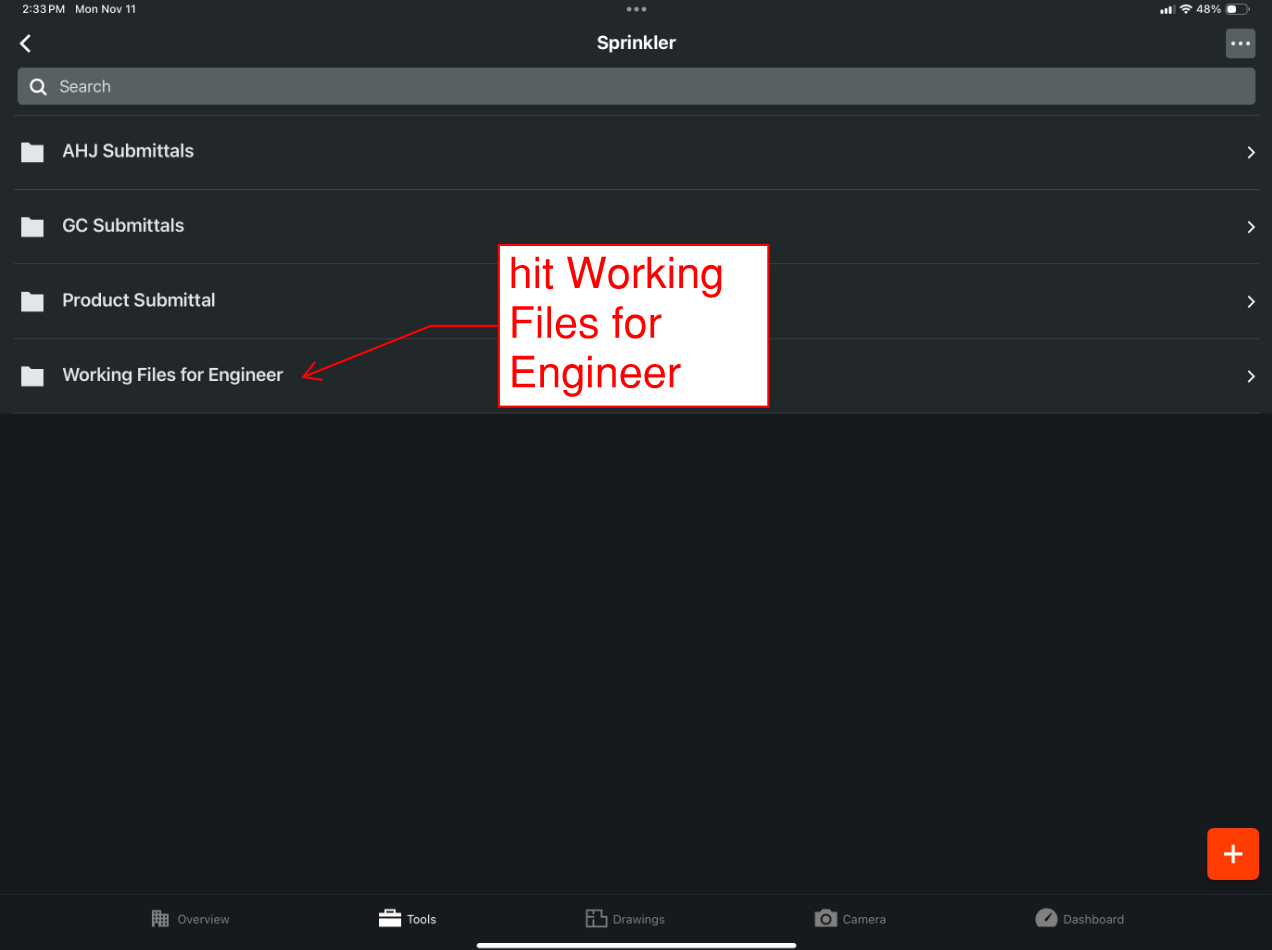 2:33 PM Mon Nov 11
48%
Sprinkler
Search
AHJ Submittals
GC Submittals
Product Submittal
Working Files for Engineer
hit Working
Files for
Engineer
Overview
Tools
Drawings
Camera
Dashboard